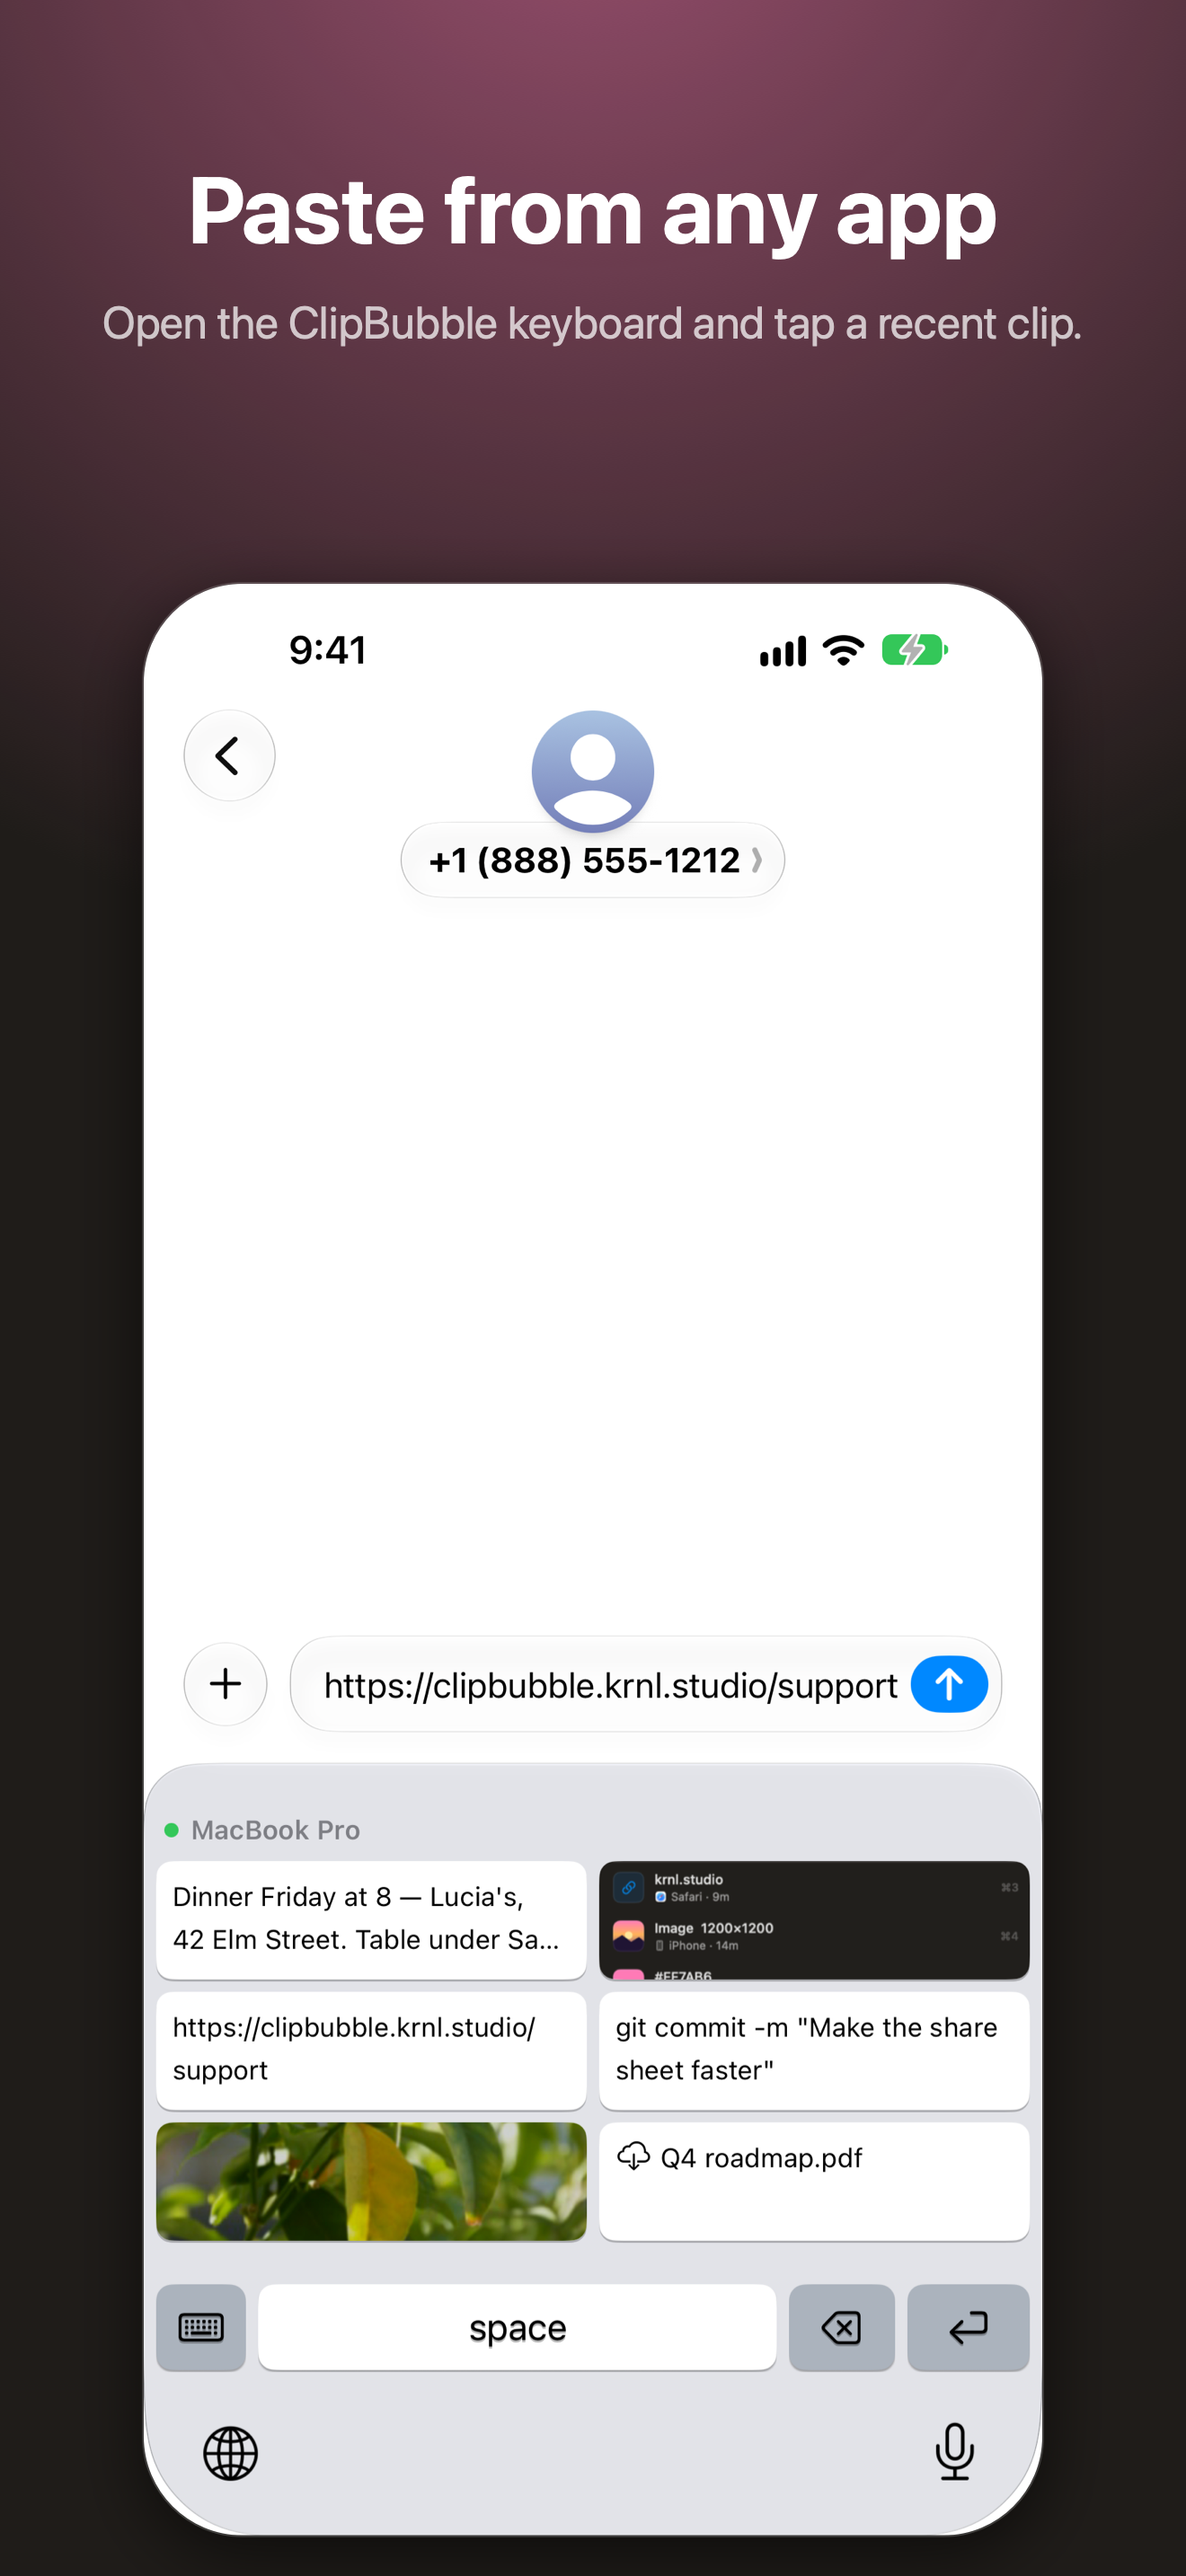 Paste from any app
Open the ClipBubble keyboard and tap a recent clip.
9:41
+1 (888) 555-1212
https://clipbubble.krnl.studio/support
MacBook Pro
Dinner Friday at 8 — Lucia's,
42 Elm Street. Table under Sa...
krnl.studio
Safari · 9m
⌘3
Image 1200×1200
iPhone · 14m
⌘4
#FF7AB6
https://clipbubble.krnl.studio/
support
git commit -m "Make the share
sheet faster"
Q4 roadmap.pdf
space